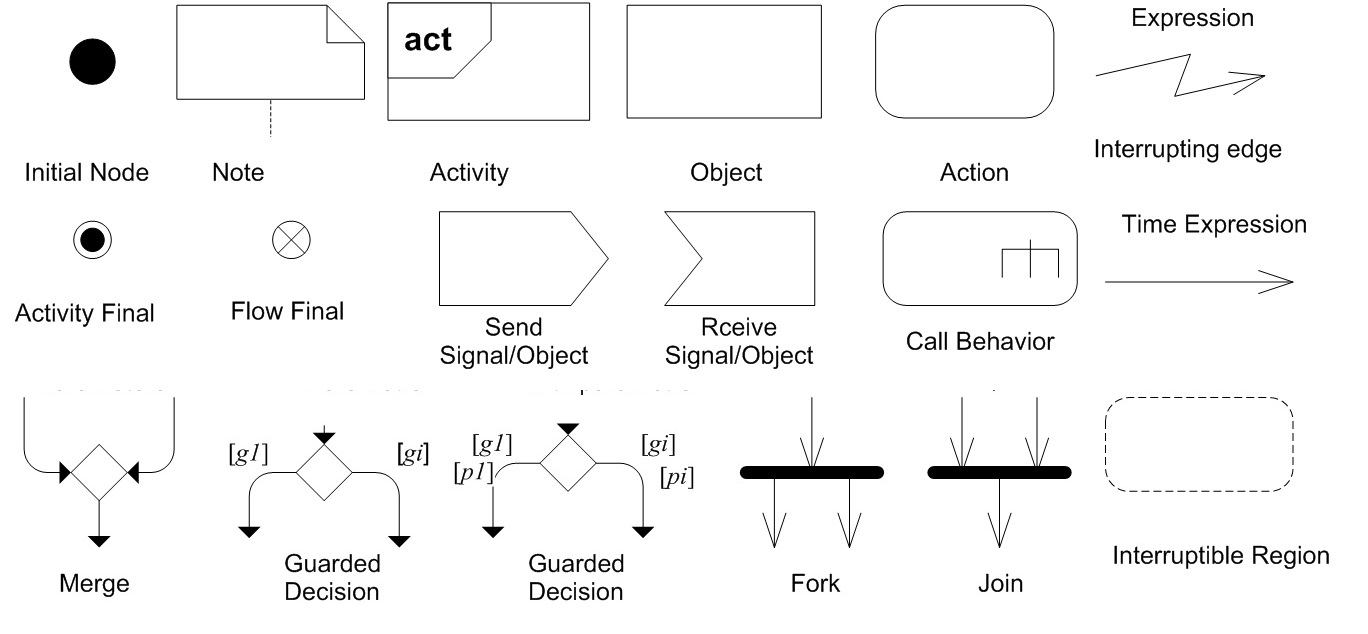 Expression
act
Interrupting edge
Initial Node
Note
Activity
Object
Action
Time Expression
Activity Final
Flow Final
Send
Signal/Object
Rceive
Signal/Object
Call Behavior
[g1]
[gi]
[g1]
[p1]
[gi]
[pi]
Merge
Guarded
Decision
Guarded
Decision
Fork
Join
Interruptible Region